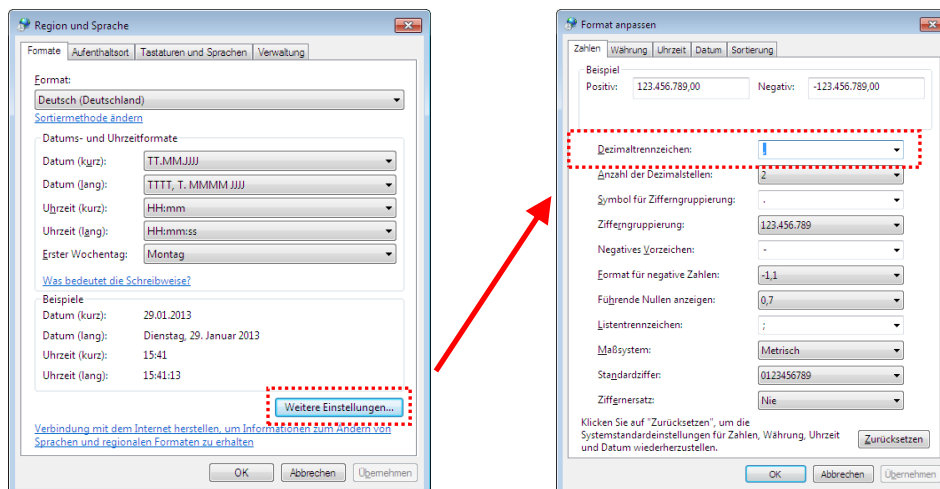 Region und Sprache
Formate Aufenthaltsort Tastaturen und Sprachen Verwaltung
Format:
Deutsch (Deutschland)
Sortiermethode ändern
Datums- und Uhrzeitformate
Datum (kurz): TT.MM.JJJJ
Datum (lang): TTTT, T. MMMM JJJJ
Uhrzeit (kurz): HH:mm
Uhrzeit (lang): HH:mm:ss
Erster Wochentag: Montag
Was bedeutet die Schreibweise?
Beispiele
Datum (kurz): 29.01.2013
Datum (lang): Dienstag, 29. Januar 2013
Uhrzeit (kurz): 15:41
Uhrzeit (lang): 15:41:13
Weitere Einstellungen...
Verbindung mit dem Internet herstellen, um Informationen zum Ändern von
Sprachen und regionalen Formaten zu erhalten
OK Abbrechen Übernehmen
Format anpassen
Zahlen Währung Uhrzeit Datum Sortierung
Beispiel
Positiv: 123.456.789,00 Negativ: -123.456.789,00
Dezimaltrennzeichen: ,
Anzahl der Dezimalstellen: 2
Symbol für Zifferngruppierung: .
Zifferngruppierung: 123.456.789
Negatives Vorzeichen: -
Format für negative Zahlen: -1,1
Führende Nullen anzeigen: 0,7
Listentrennzeichen: ;
Maßsystem: Metrisch
Standardziffer: 0123456789
Ziffernersatz: Nie
Klicken Sie auf "Zurücksetzen", um die
Systemstandardeinstellungen für Zahlen, Währung, Uhrzeit
und Datum wiederherzustellen.
Zurücksetzen
OK Abbrechen Übernehmen